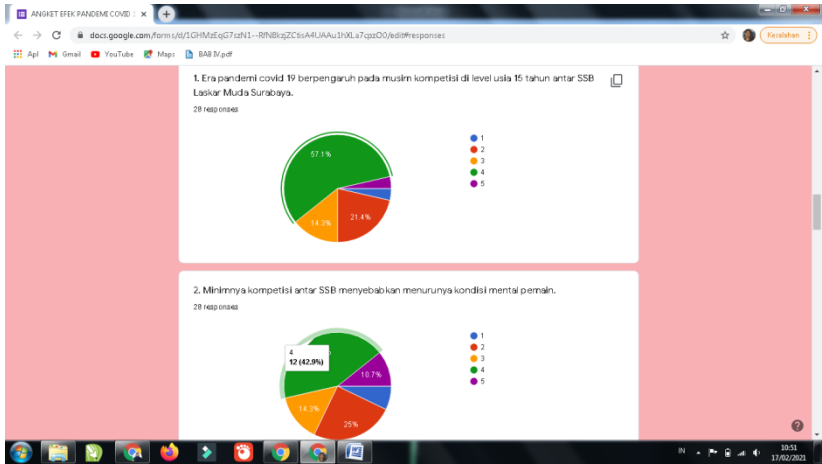 ANGKET EFEK PANDEMI COVID 1
docs.google.com/forms/d/1GHMzEqG7szN1--RfNBkzjZCtisA4UAAu1hXLa7cpzO0/edit#responses
Kesalahan
Apl Gmail YouTube Maps BAB IV.pdf
1. Era pandemi covid 19 berpengaruh pada musim kompetisi di level usia 15 tahun antar SSB
Laskar Muda Surabaya.
28 responses
57.1%
14.3%
21.4%
1
2
3
4
5
2. Minimnya kompetisi antar SSB menyebabkan menurunya kondisi mental pemain.
28 responses
4
12 (42.9%)
10.7%
14.3%
25%
1
2
3
4
5
IN
10:51
17/02/2021